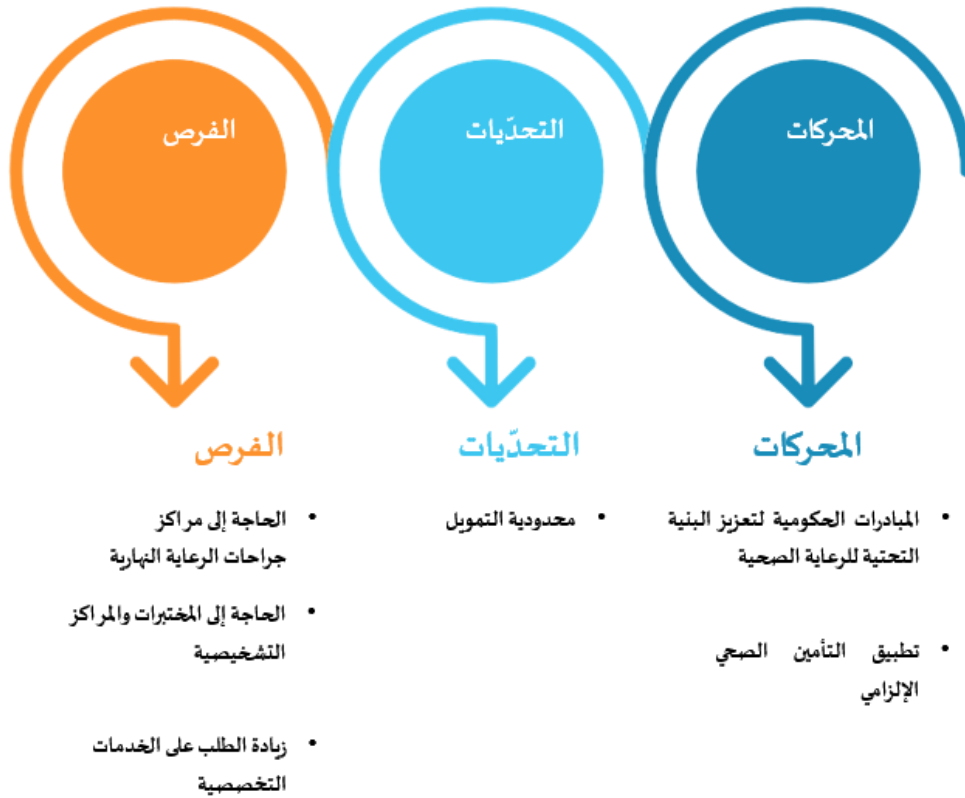 المحركات
التحدّيات
الفرص
المحركات
• المبادرات الحكومية لتعزيز البنية
التحتية للرعاية الصحية
• تطبيق التأمين الصحي
الإلزامي
التحدّيات
• محدودية التمويل
الفرص
• الحاجة إلى مراكز
جراحات الرعاية النهارية
• الحاجة إلى المختبرات والمراكز
التشخيصية
• زيادة الطلب على الخدمات
التخصصية